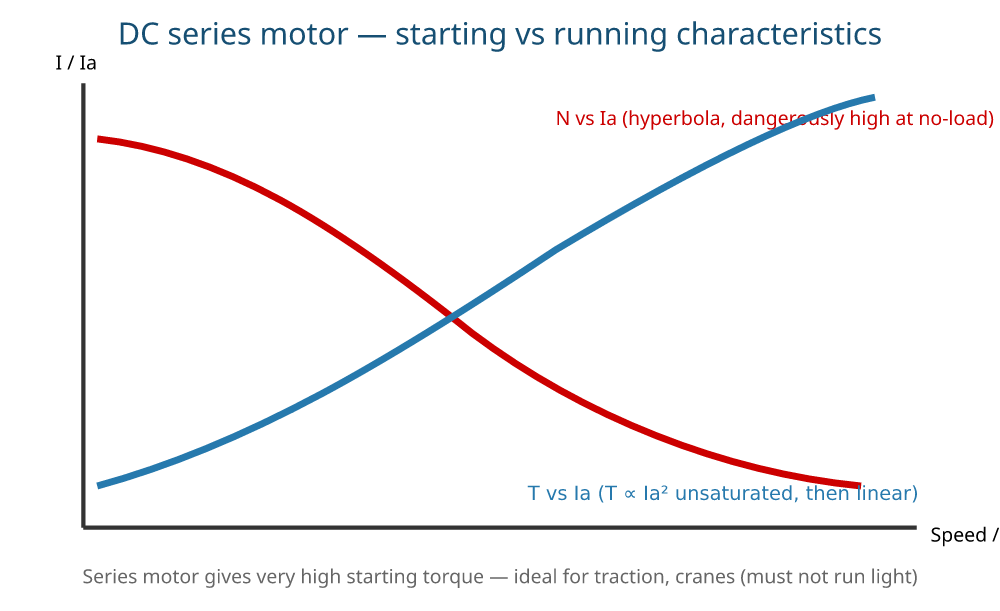 DC series motor — starting vs running characteristics
I / Ia
N vs Ia (hyperbola, dangerously high at no-load)
T vs Ia (T ∝ Ia² unsaturated, then linear)
Speed /
Series motor gives very high starting torque — ideal for traction, cranes (must not run light)